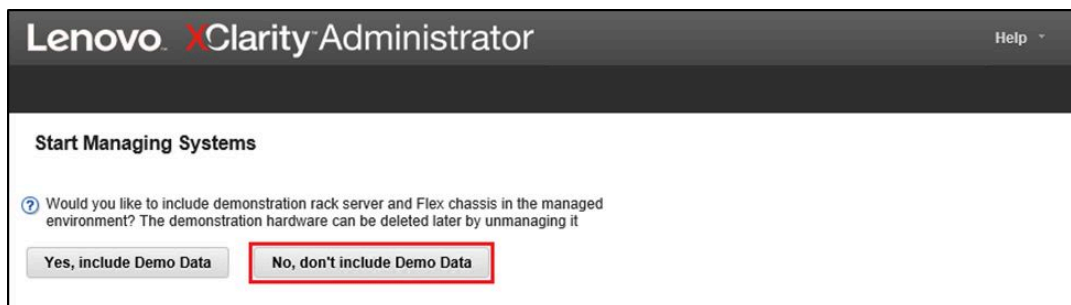 Lenovo. XClarity Administrator
Help
Start Managing Systems
Would you like to include demonstration rack server and Flex chassis in the managed
environment? The demonstration hardware can be deleted later by unmanaging it
Yes, include Demo Data
No, don't include Demo Data